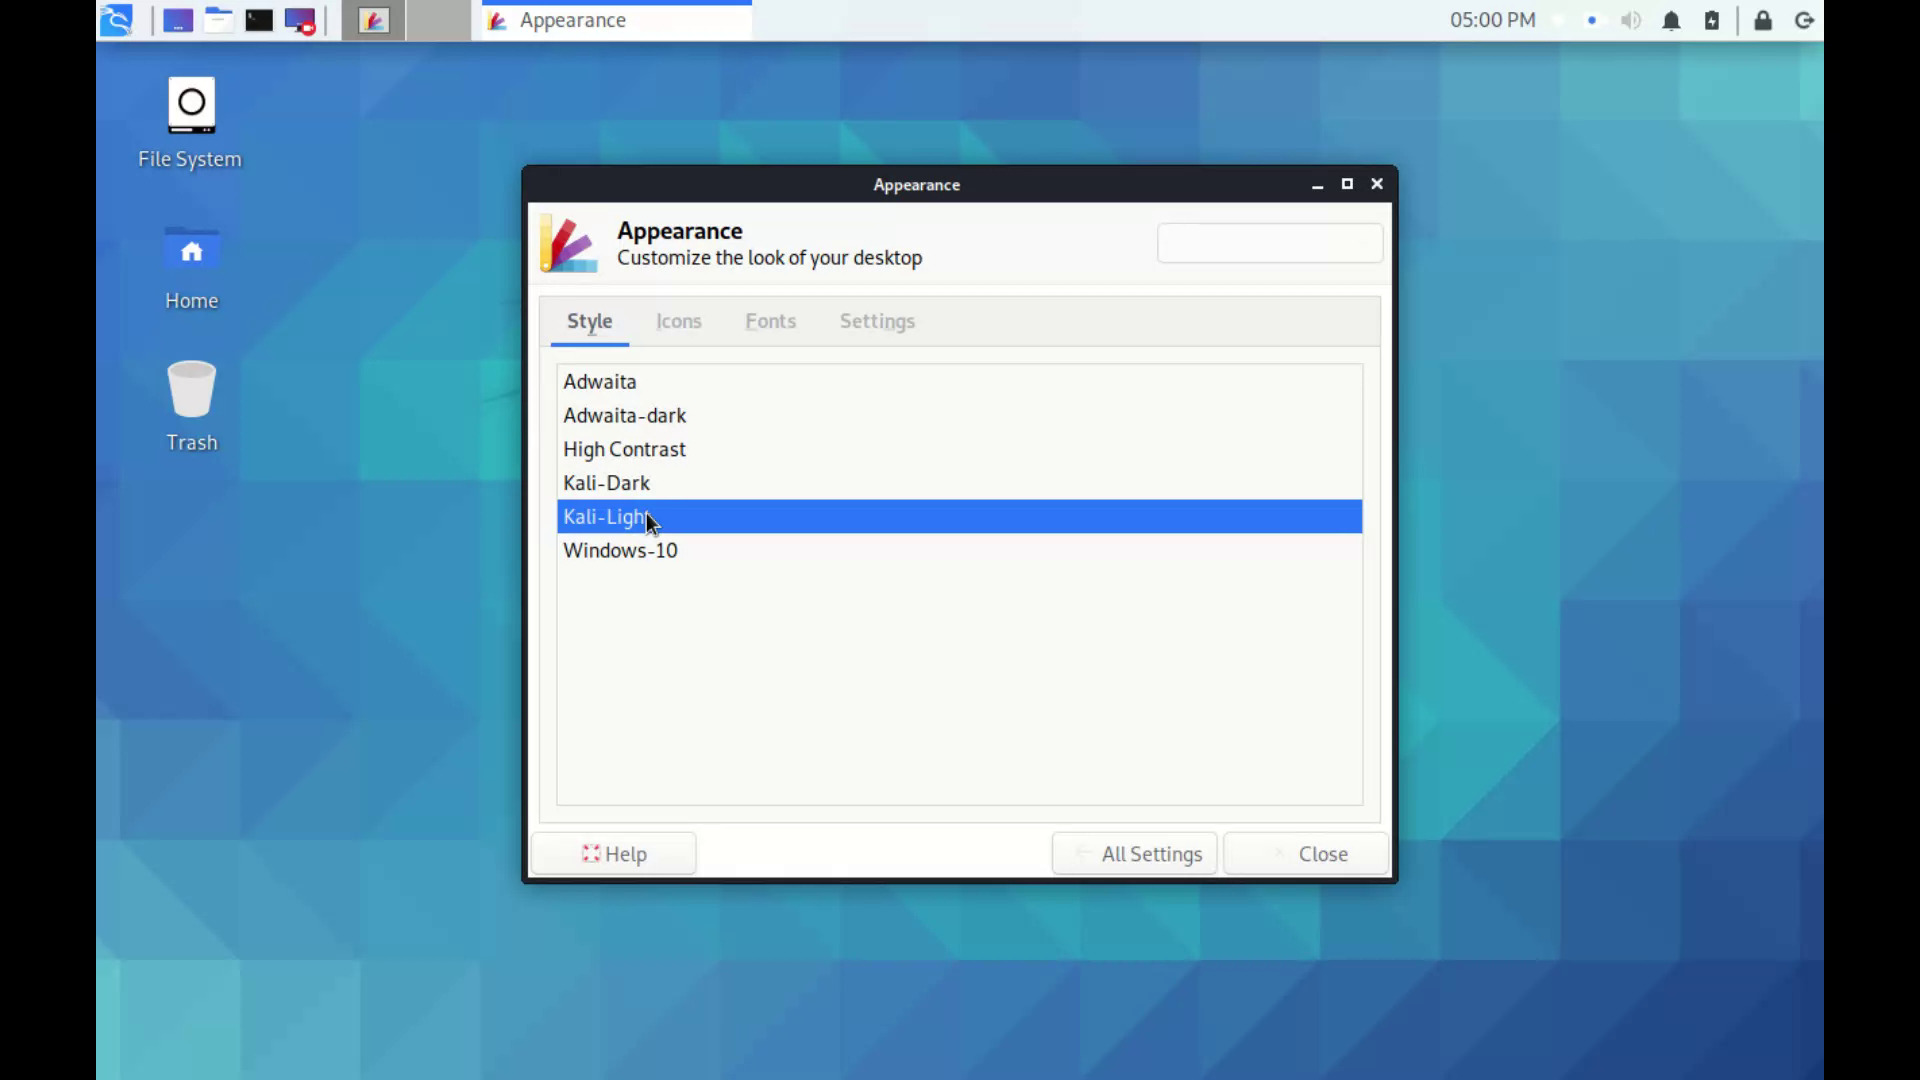 Appearance
05:00 PM
File System
Home
Trash
Appearance
Appearance
Customize the look of your desktop
Style Icons Fonts Settings
Adwaita
Adwaita-dark
High Contrast
Kali-Dark
Kali-Light
Windows-10
Help All Settings Close